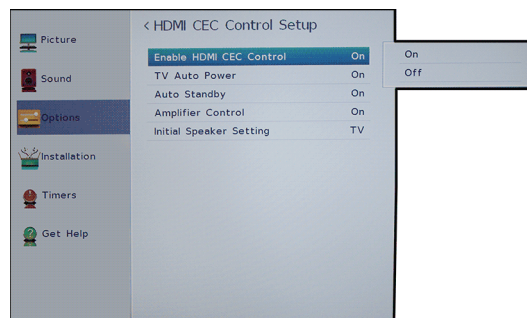 < HDMI CEC Control Setup
Picture
Sound
Options
Installation
Timers
Get Help
Enable HDMI CEC Control On
TV Auto Power On
Auto Standby On
Amplifier Control On
Initial Speaker Setting TV
On
Off